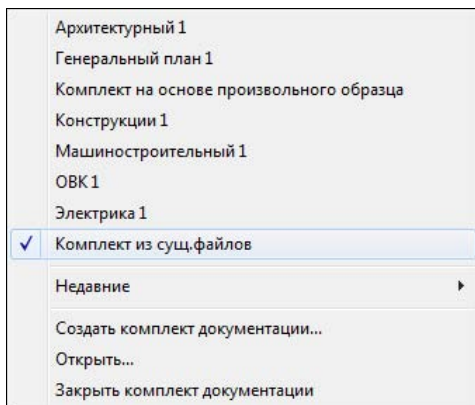 Архитектурный 1
Генеральный план 1
Комплект на основе произвольного образца
Конструкции 1
Машиностроительный 1
ОВК 1
Электрика 1
Комплект из сущ.файлов
Недавние
Создать комплект документации...
Открыть...
Закрыть комплект документации